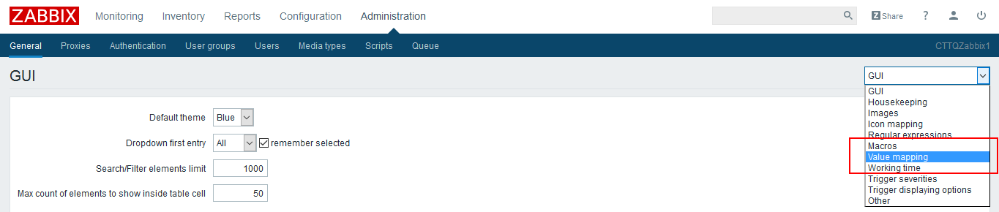 ZABBIX Monitoring Inventory Reports Configuration Administration Z Share ?
General Proxies Authentication User groups Users Media types Scripts Queue CTTQZabbix1
GUI
GUI
GUI
Housekeeping
Images
Icon mapping
Regular expressions
Macros
Value mapping
Working time
Trigger severities
Trigger displaying options
Other
Default theme Blue
Dropdown first entry All remember selected
Search/Filter elements limit 1000
Max count of elements to show inside table cell 50